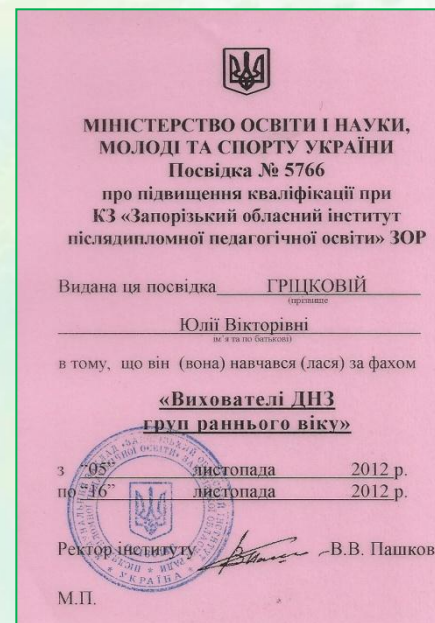 МІНІСТЕРСТВО ОСВІТИ І НАУКИ,
МОЛОДІ ТА СПОРТУ УКРАЇНИ
Посвідка № 5766
про підвищення кваліфікації при
КЗ «Запорізький обласний інститут
післядипломної педагогічної освіти» ЗОР
Видана ця посвідка ГРІЦКОВІЙ
(прізвище
Юлії Вікторівні
ім'я та по батькові)
в тому, що він (вона) навчався (лася) за фахом
«Вихователі ДНЗ
груп раннього віку»
з "05" листопада 2012 р.
по "16" листопада 2012 р.
Ректор інституту В.В. Пашков
М.П.
УКРАЇНА